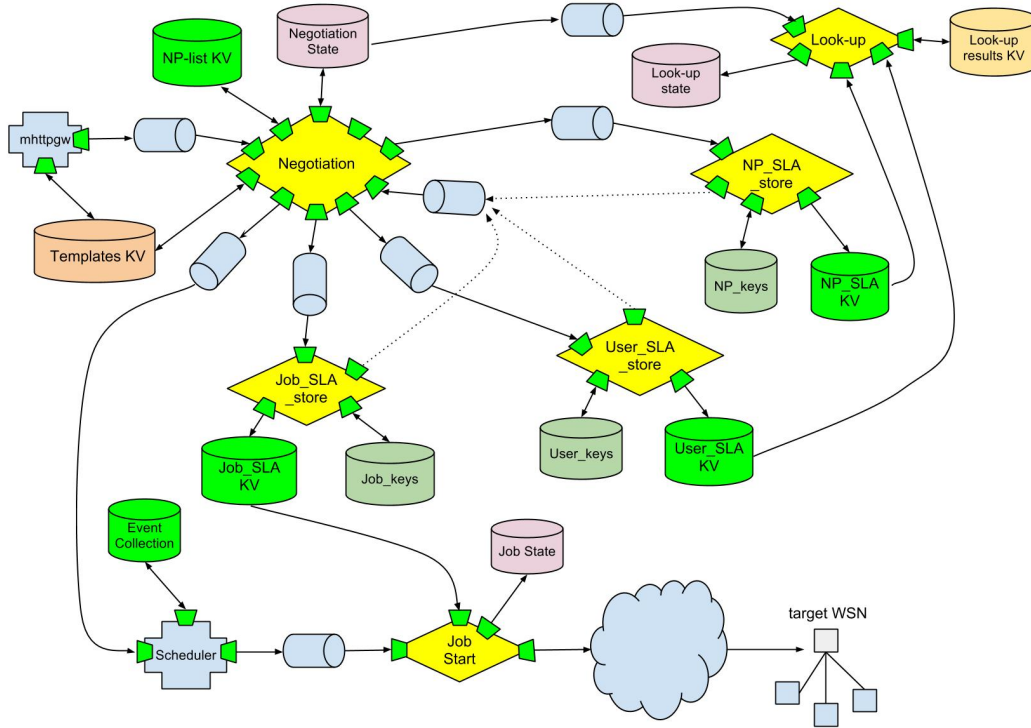 NP-list KV
Negotiation
State
Look-up
Look-up
results KV
Look-up
state
mhttpgw
Negotiation
NP_SLA
_store
Templates KV
NP_keys
NP_SLA
KV
Job_SLA
_store
User_SLA
_store
Job_SLA
KV
Job_keys
User_keys
User_SLA
KV
Event
Collection
Job State
target WSN
Scheduler
Job
Start